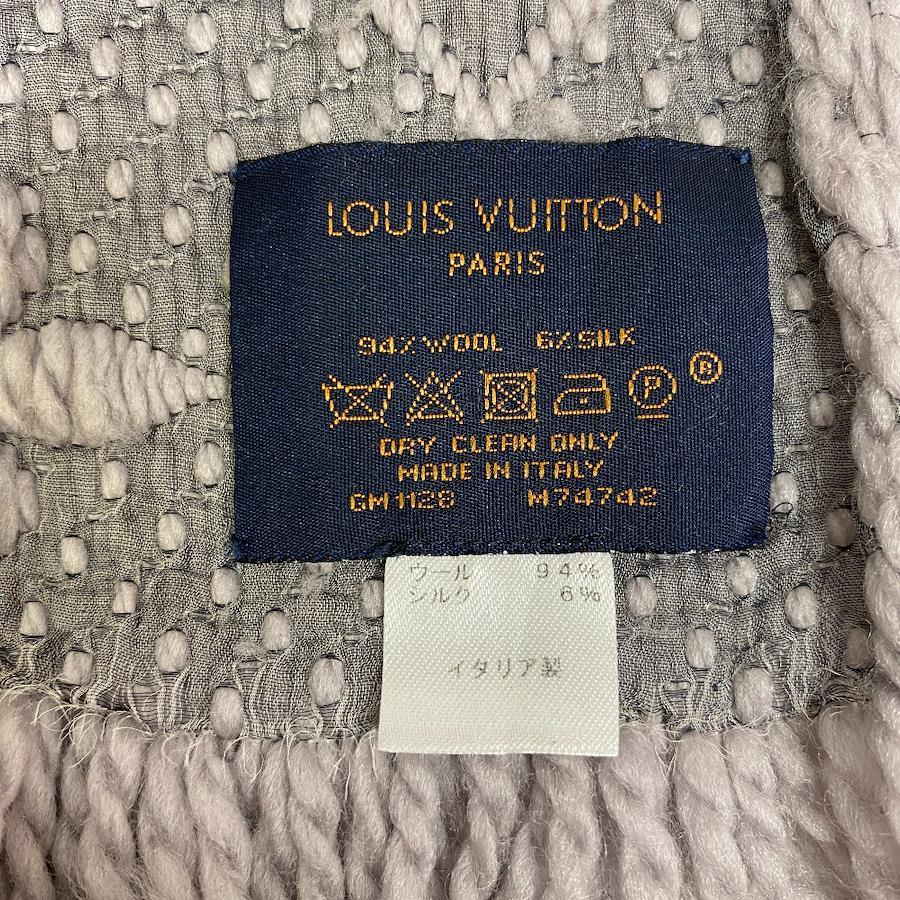 LOUIS VUITTON
PARIS
94% WOOL 6% SILK
P ®
DRY CLEAN ONLY
MADE IN ITALY
GM1128 M74742
ウール 94%
シルク 6%
イタリア製